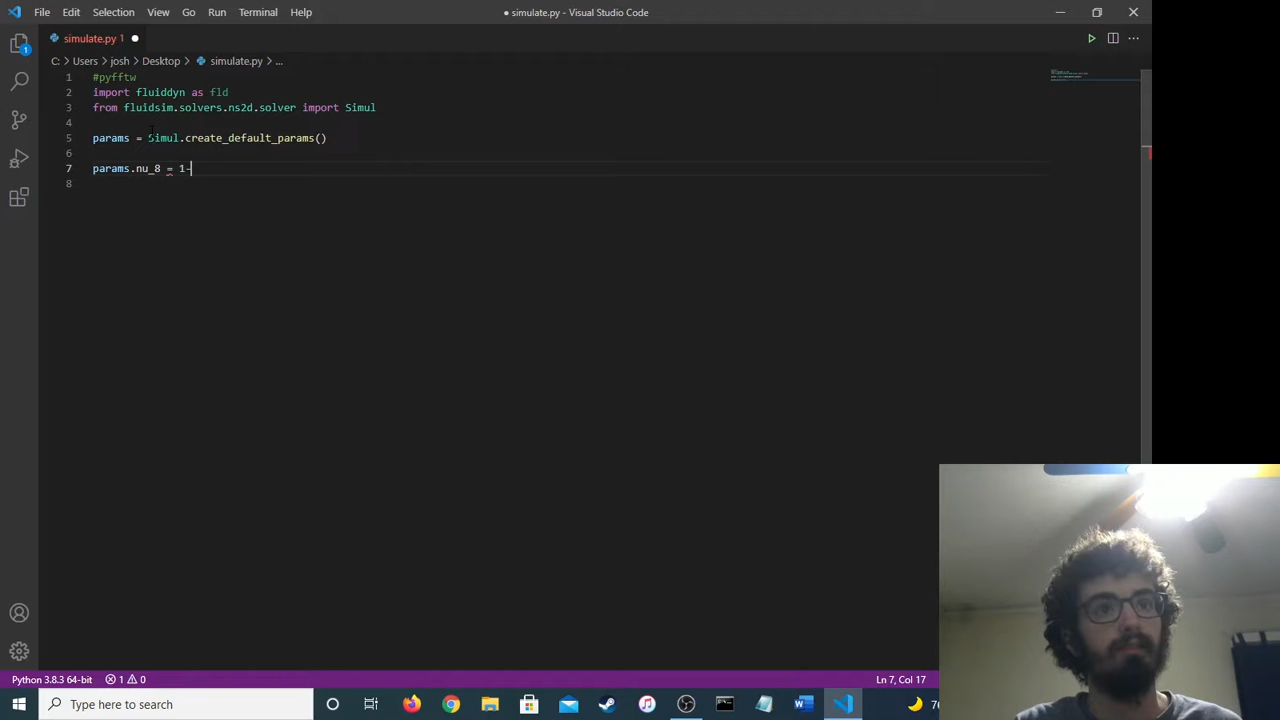 File Edit Selection View Go Run Terminal Help
● simulate.py - Visual Studio Code
simulate.py 1
C: > Users > josh > Desktop > simulate.py > ...
1 #pyfftw
2 import fluiddyn as fld
3 from fluidsim.solvers.ns2d.solver import Simul
4
5 params = Simul.create_default_params()
6
7 params.nu_8 = 1-
8
1
Python 3.8.3 64-bit 1 0
Ln 7, Col 17
Type here to search